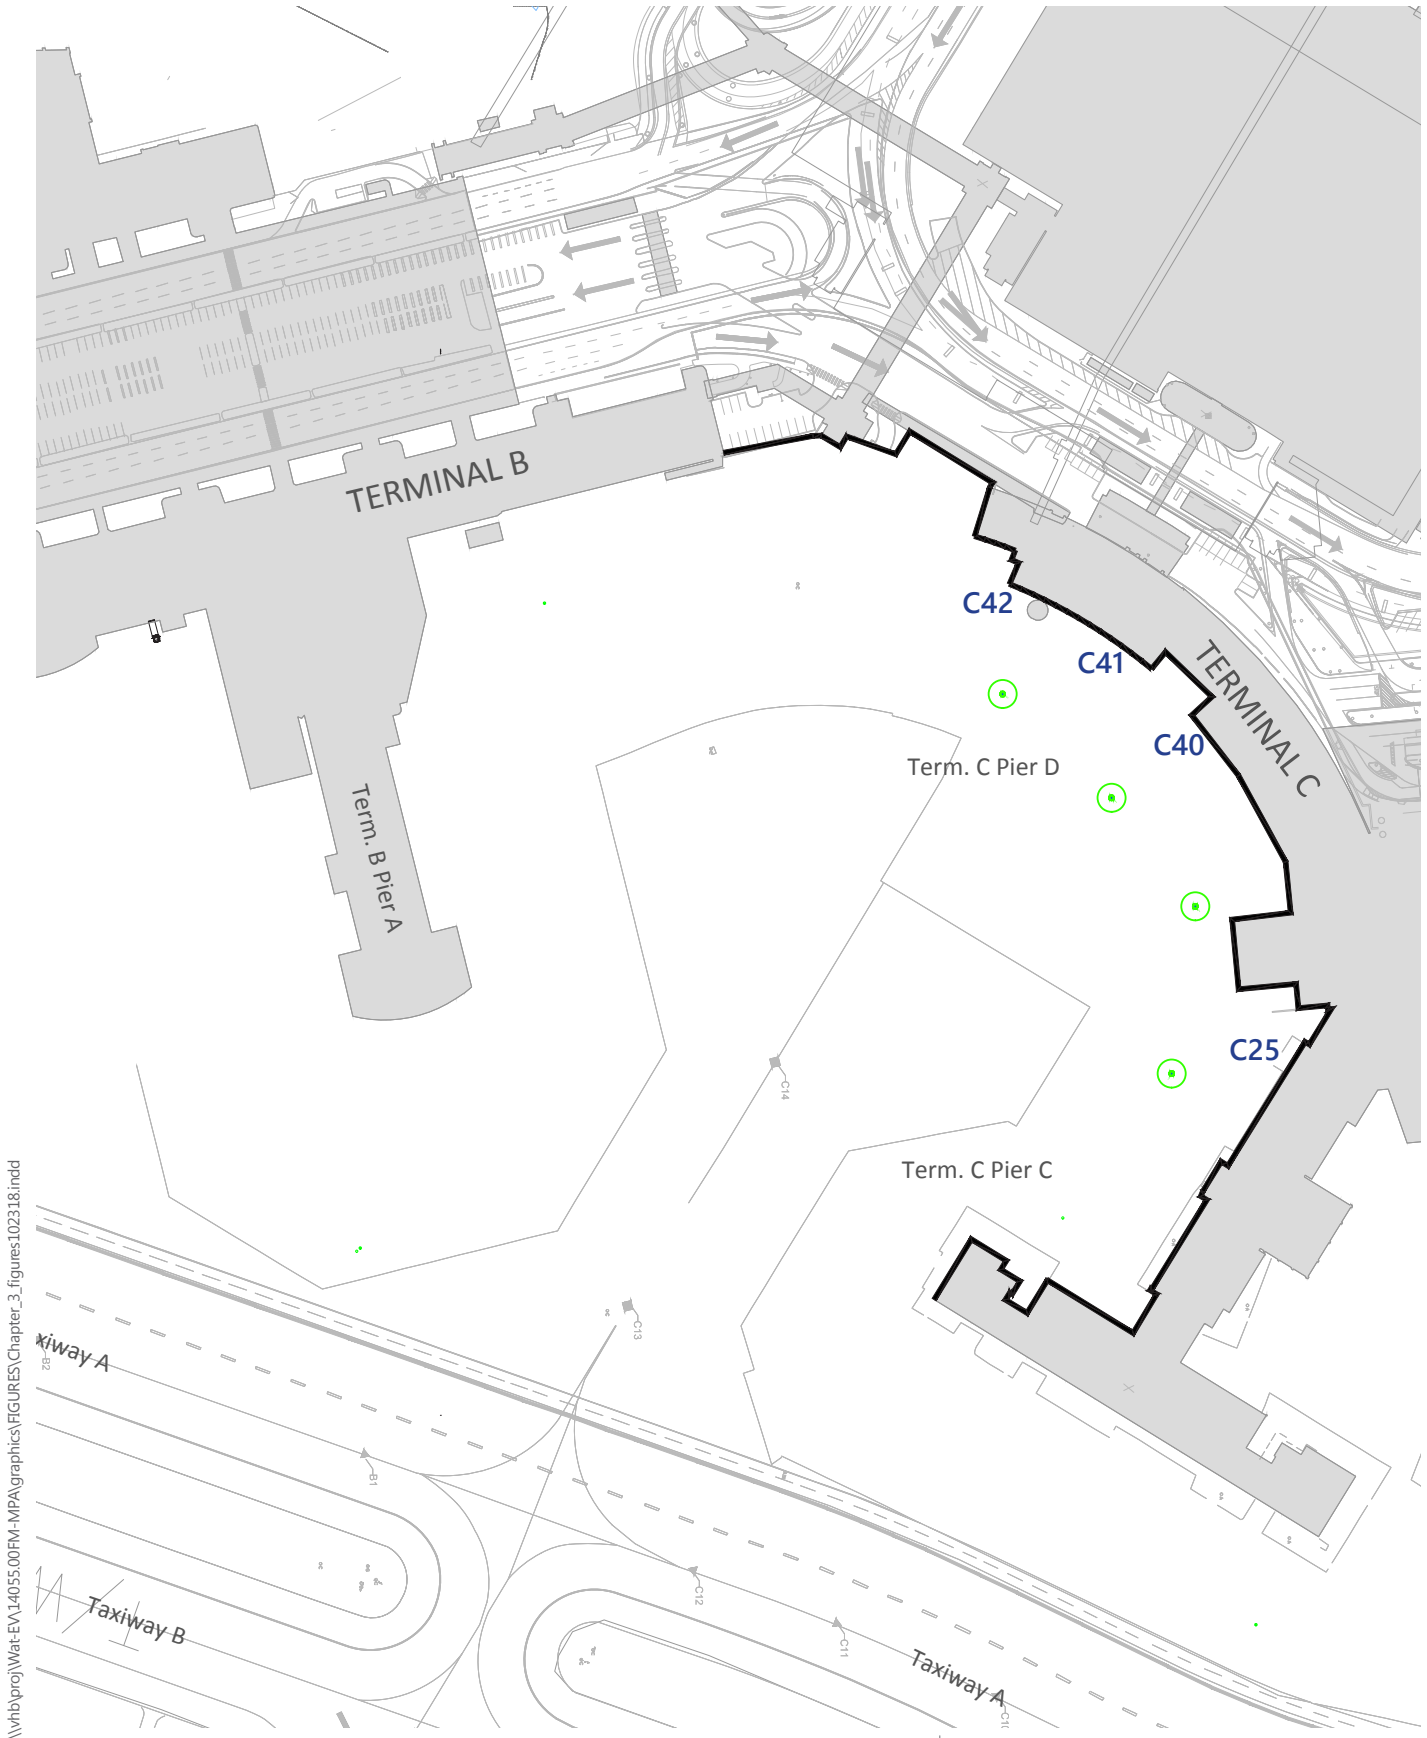 TERMINAL B
C42
C41
TERMINAL C
C40
Term. C Pier D
Term. B Pier A
C25
C14
Term. C Pier C
C13
xiway A
B2
B1
C12
Taxiway B
C11
Taxiway A
\\vhb\proj\Wat-EV\14055.00FM-MPA\graphics\FIGURES\Chapter_3_figures102318.indd